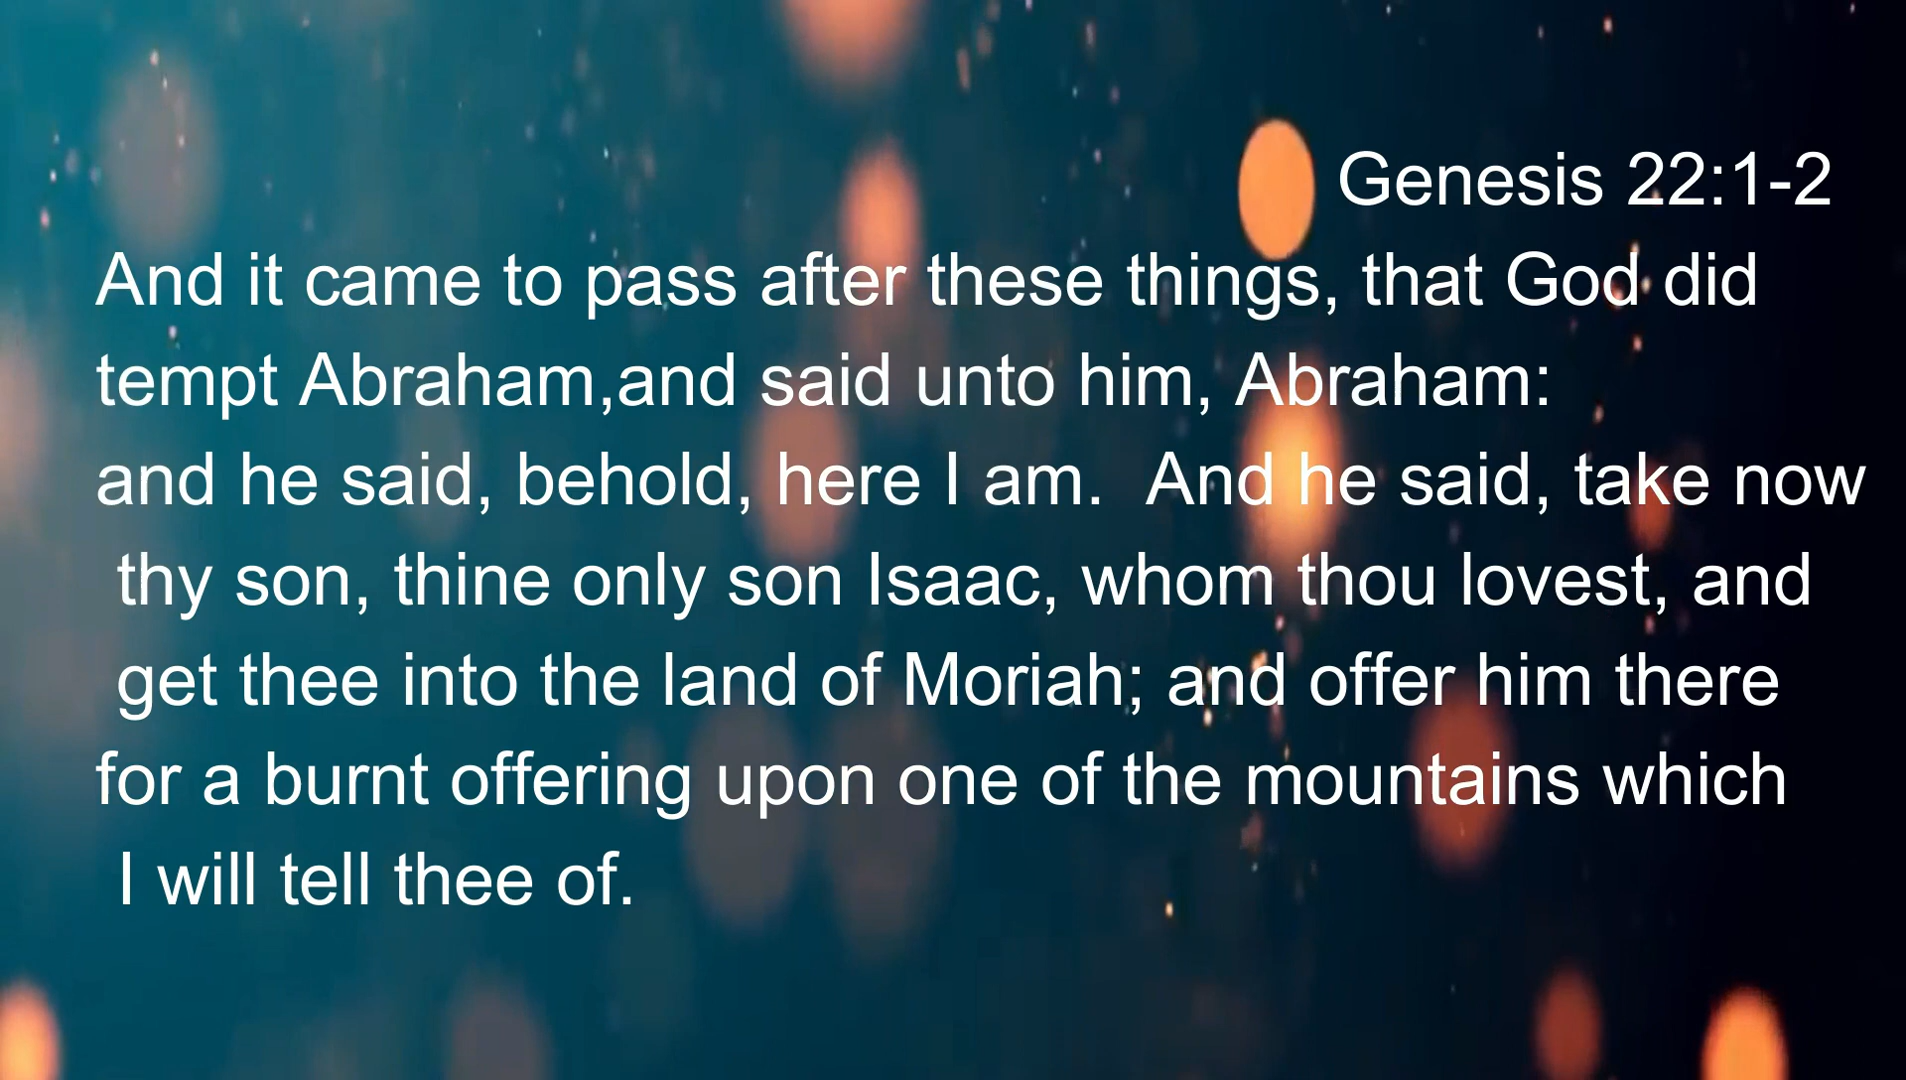 Genesis 22:1-2
And it came to pass after these things, that God did
tempt Abraham,and said unto him, Abraham:
and he said, behold, here I am.  And he said, take now
thy son, thine only son Isaac, whom thou lovest, and
get thee into the land of Moriah; and offer him there
for a burnt offering upon one of the mountains which
I will tell thee of.